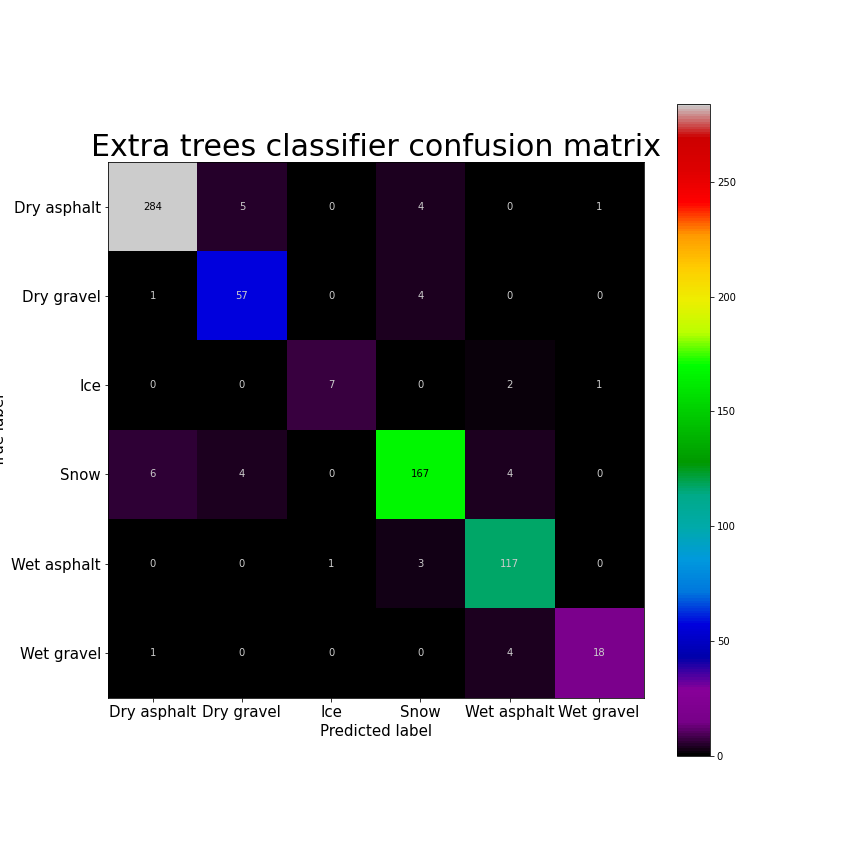 Extra trees classifier confusion matrix
Dry asphalt 284 5 0 4 0 1
Dry gravel 1 57 0 4 0 0
Ice 0 0 7 0 2 1
Snow 6 4 0 167 4 0
Wet asphalt 0 0 1 3 117 0
Wet gravel 1 0 0 0 4 18
Dry asphalt Dry gravel Ice Snow Wet asphalt Wet gravel
Predicted label
250
200
150
100
50
0